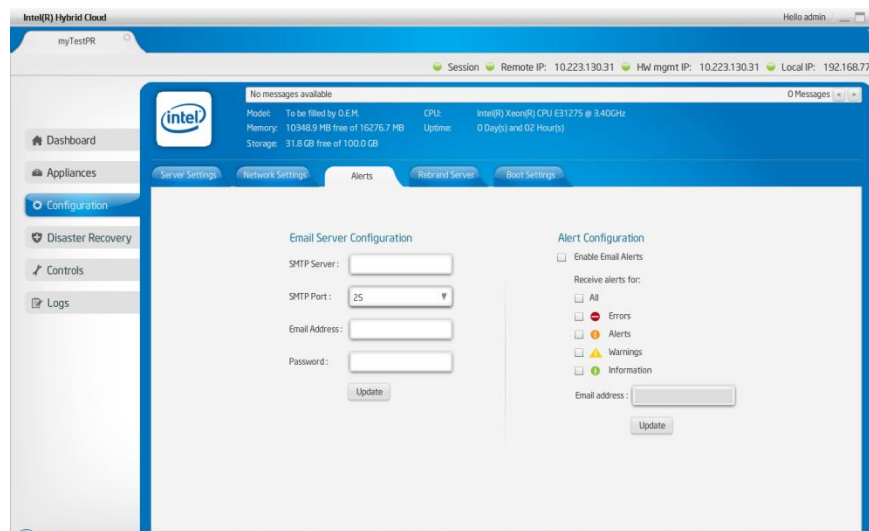 Intel(R) Hybrid Cloud
Hello admin
myTestPR
Session Remote IP: 10.223.130.31 HW mgmt IP: 10.223.130.31 Local IP: 192.168.77
No messages available
0 Messages
intel
Model: To be filled by O.E.M. CPU: Intel(R) Xeon(R) CPU E31275 @ 3.40GHz
Memory: 10348.9 MB free of 16276.7 MB Uptime: 0 Day(s) and 02 Hour(s)
Storage: 31.8 GB free of 100.0 GB
Dashboard
Appliances
Configuration
Disaster Recovery
Controls
Logs
Server Settings Network Settings Alerts Rebrand Server Boot Settings
Email Server Configuration
SMTP Server :
SMTP Port : 25
Email Address :
Password :
Update
Alert Configuration
Enable Email Alerts
Receive alerts for:
All
Errors
Alerts
Warnings
Information
Email address :
Update